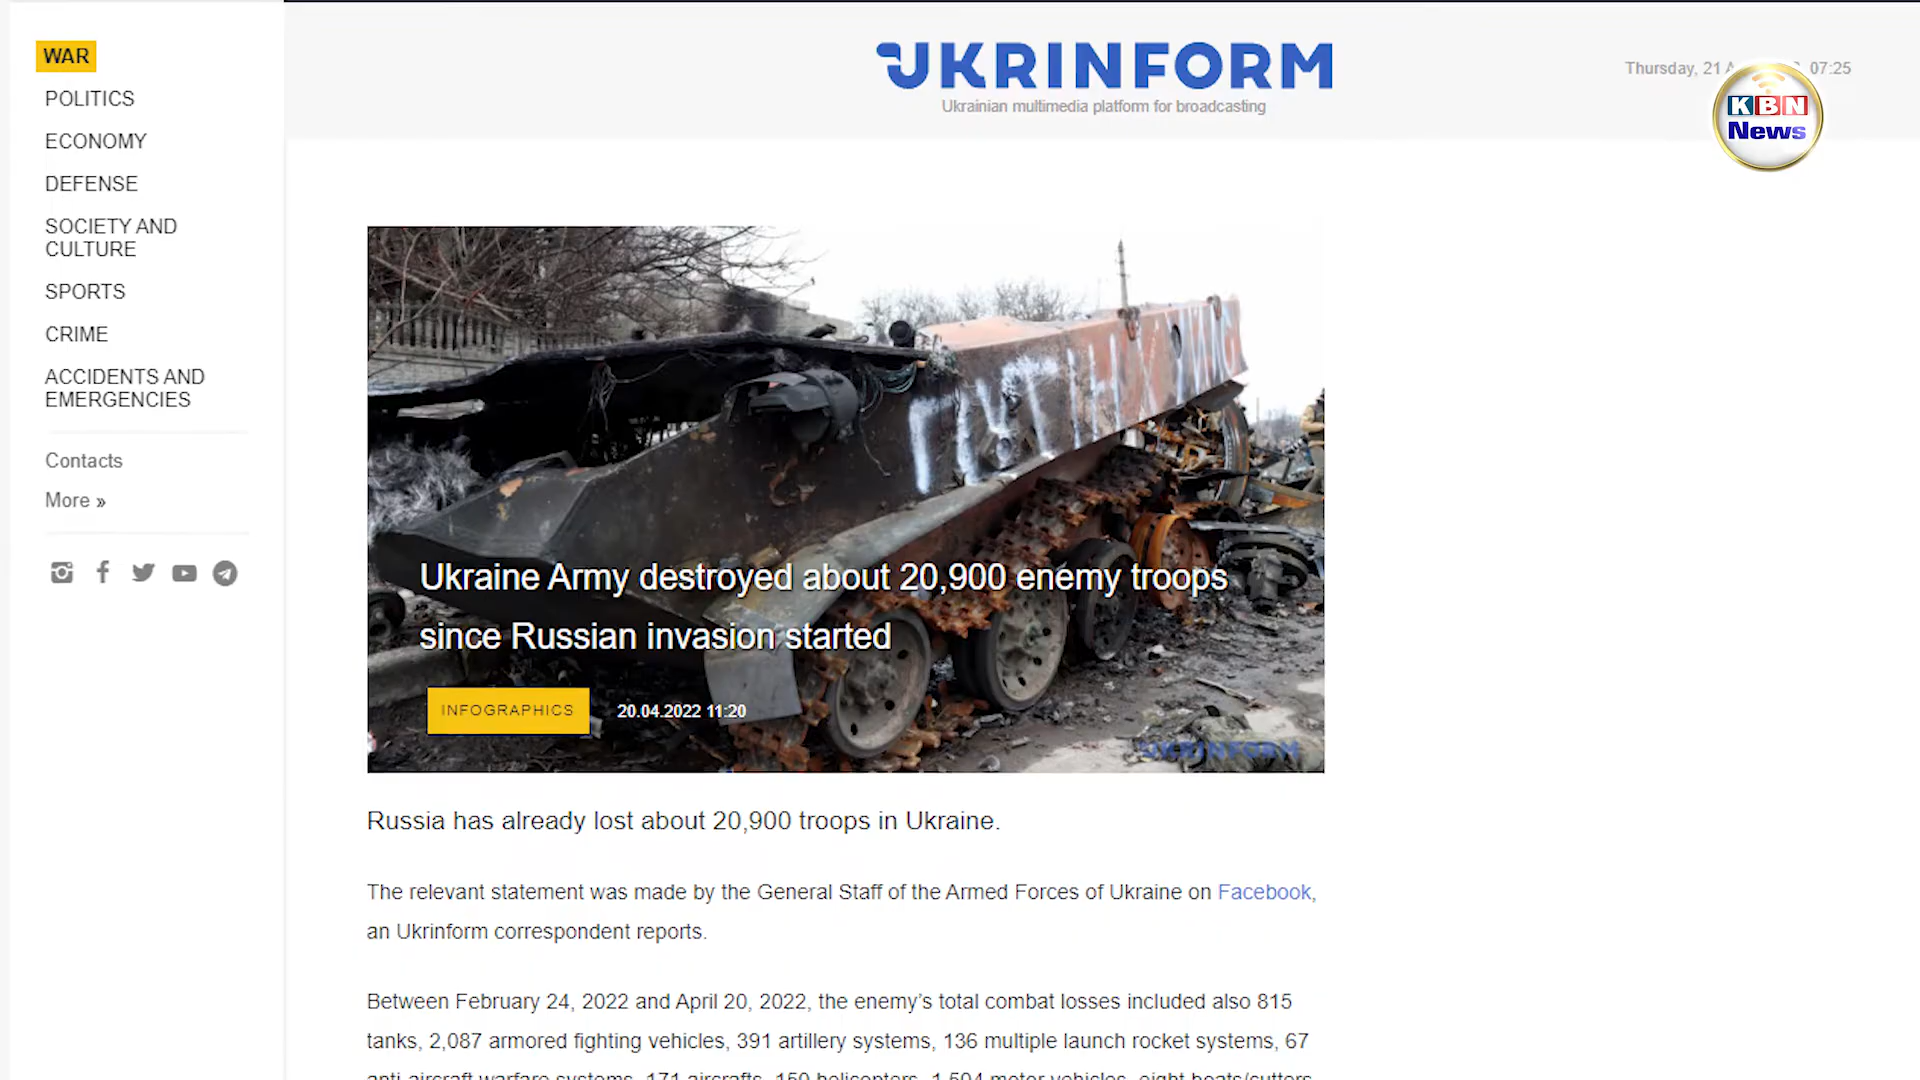 WAR
POLITICS
ECONOMY
DEFENSE
SOCIETY AND
CULTURE
SPORTS
CRIME
ACCIDENTS AND
EMERGENCIES
Contacts
More »
UKRINFORM
Ukrainian multimedia platform for broadcasting
Thursday, 21
07:25
KBN
News
ПУТІН
Ukraine Army destroyed about 20,900 enemy troops
since Russian invasion started
INFOGRAPHICS
20.04.2022 11:20
UKRINFORM
Russia has already lost about 20,900 troops in Ukraine.
The relevant statement was made by the General Staff of the Armed Forces of Ukraine on Facebook,
an Ukrinform correspondent reports.
Between February 24, 2022 and April 20, 2022, the enemy’s total combat losses included also 815
tanks, 2,087 armored fighting vehicles, 391 artillery systems, 136 multiple launch rocket systems, 67
anti-aircraft warfare systems, 171 aircrafts, 150 helicopters, 1,504 motor vehicles, eight boats/cutters